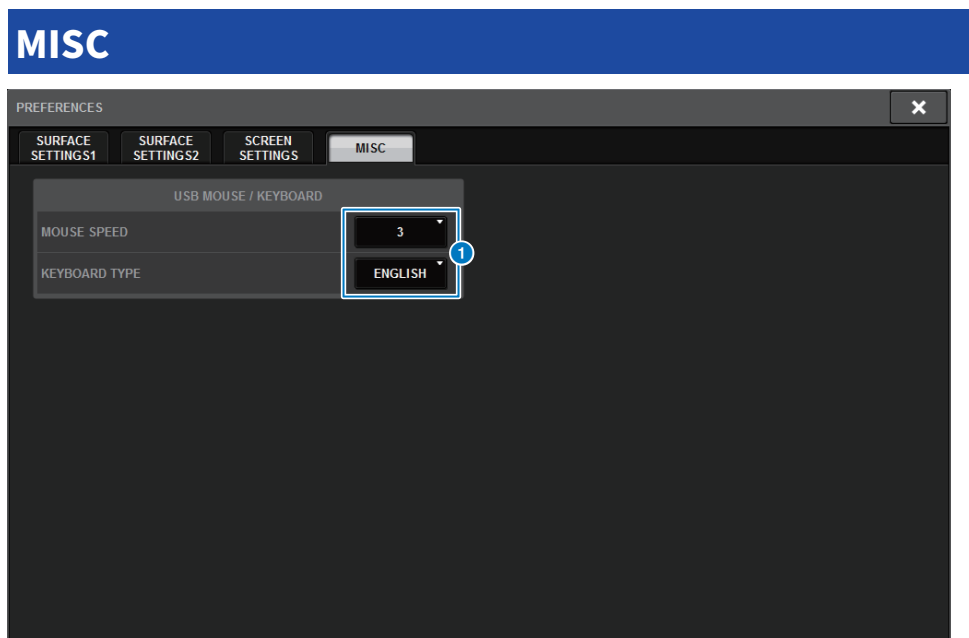 MISC
PREFERENCES
SURFACE SETTINGS1
SURFACE SETTINGS2
SCREEN SETTINGS
MISC
USB MOUSE / KEYBOARD
MOUSE SPEED
3
1
KEYBOARD TYPE
ENGLISH